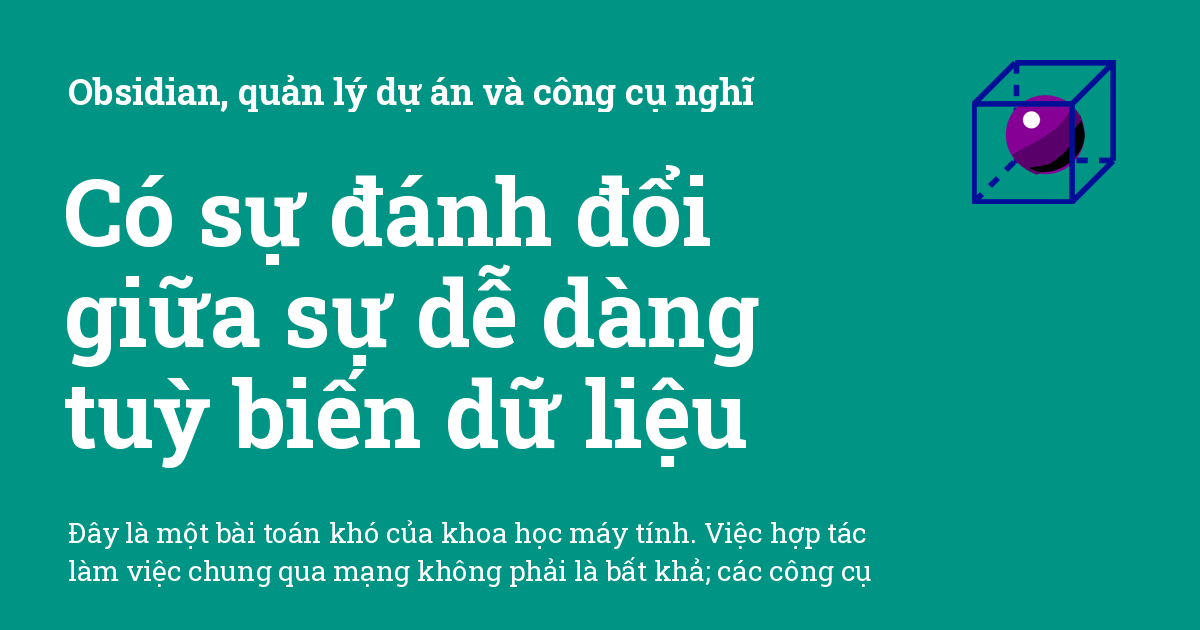 Obsidian, quản lý dự án và công cụ nghĩ
Có sự đánh đổi
giữa sự dễ dàng
tuỳ biến dữ liệu
Đây là một bài toán khó của khoa học máy tính. Việc hợp tác
làm việc chung qua mạng không phải là bất khả; các công cụ